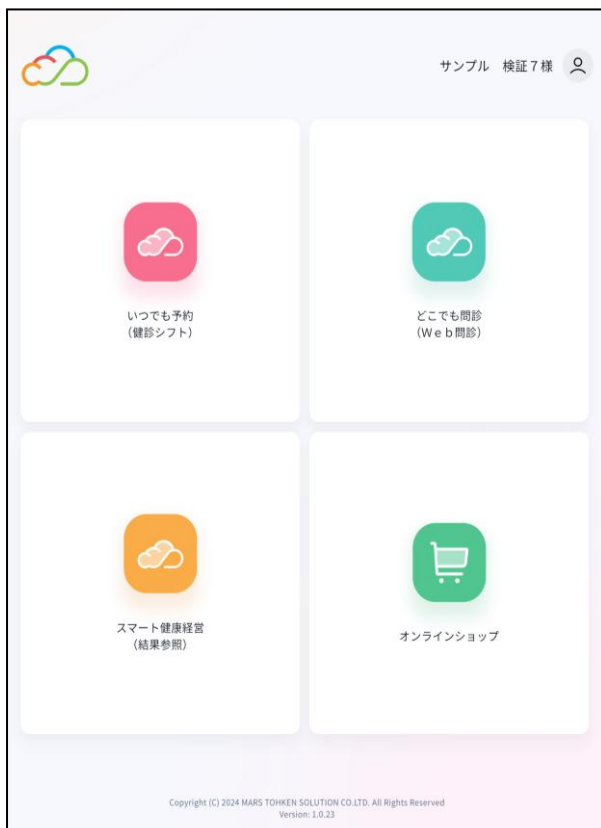 サンプル　検証７様
いつでも予約
（健診シフト）
どこでも問診
（Ｗｅｂ問診）
スマート健康経営
（結果参照）
オンラインショップ
Copyright (C) 2024 MARS TOHKEN SOLUTION CO.LTD. All Rights Reserved
Version: 1.0.23